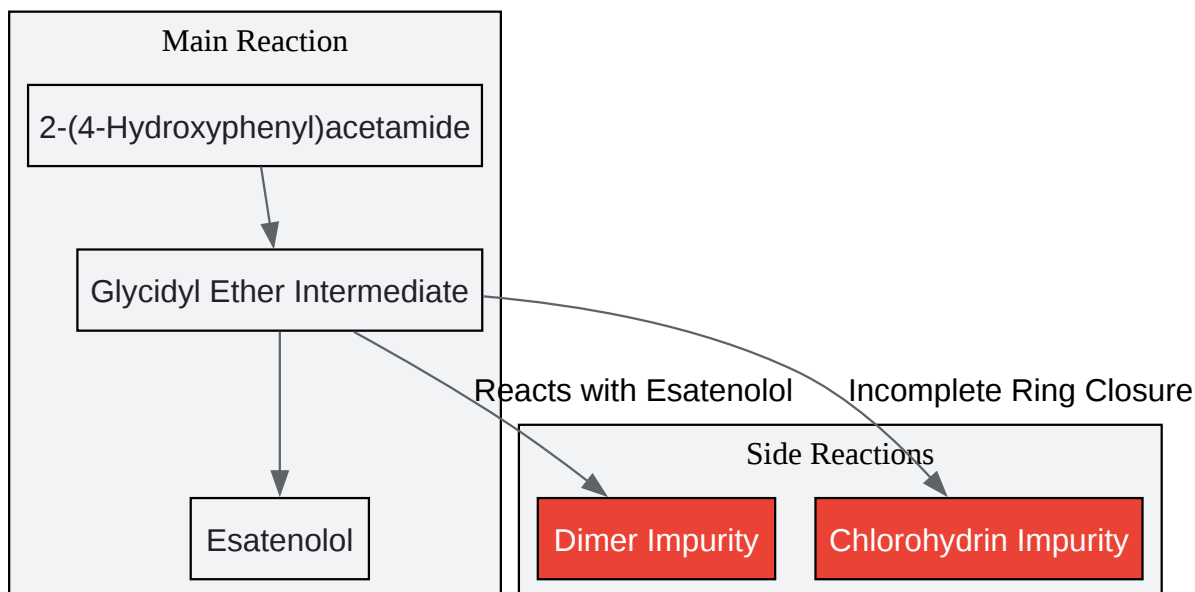 Main Reaction
2-(4-Hydroxyphenyl)acetamide
Glycidyl Ether Intermediate
Reacts with Esatenolol
Incomplete Ring Closure
Side Reactions
Esatenolol
Dimer Impurity
Chlorohydrin Impurity